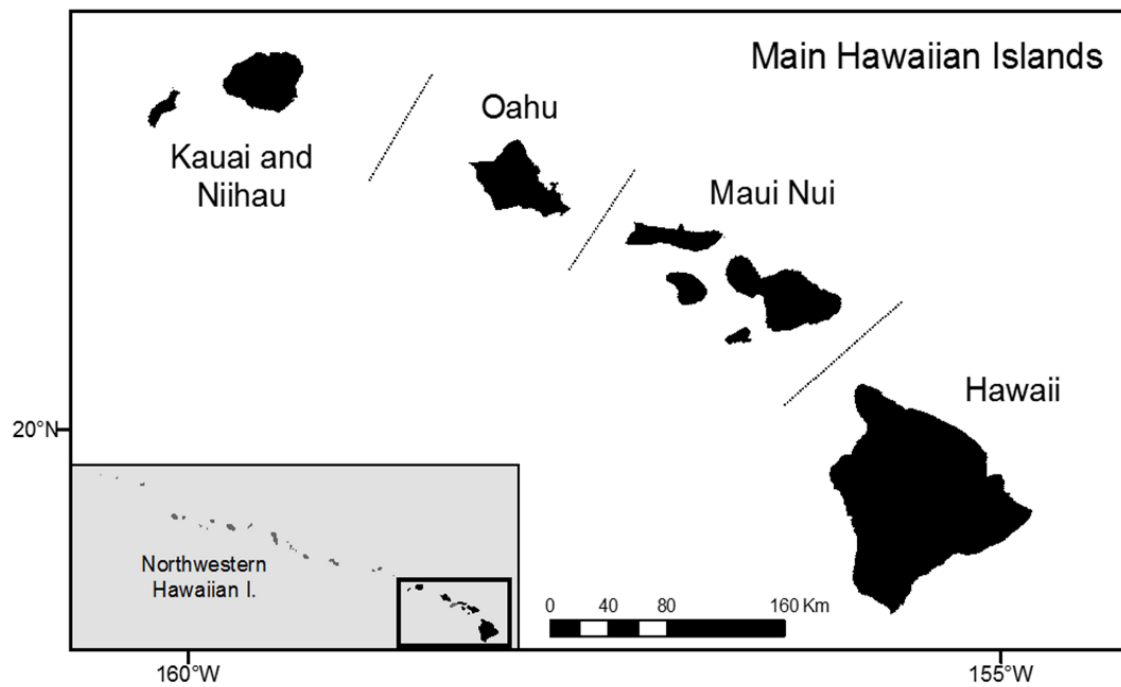 Main Hawaiian Islands
Oahu
Kauai and
Niihau
Maui Nui
Hawaii
20°N
Northwestern
Hawaiian I.
0 40 80 160 Km
160°W
155°W